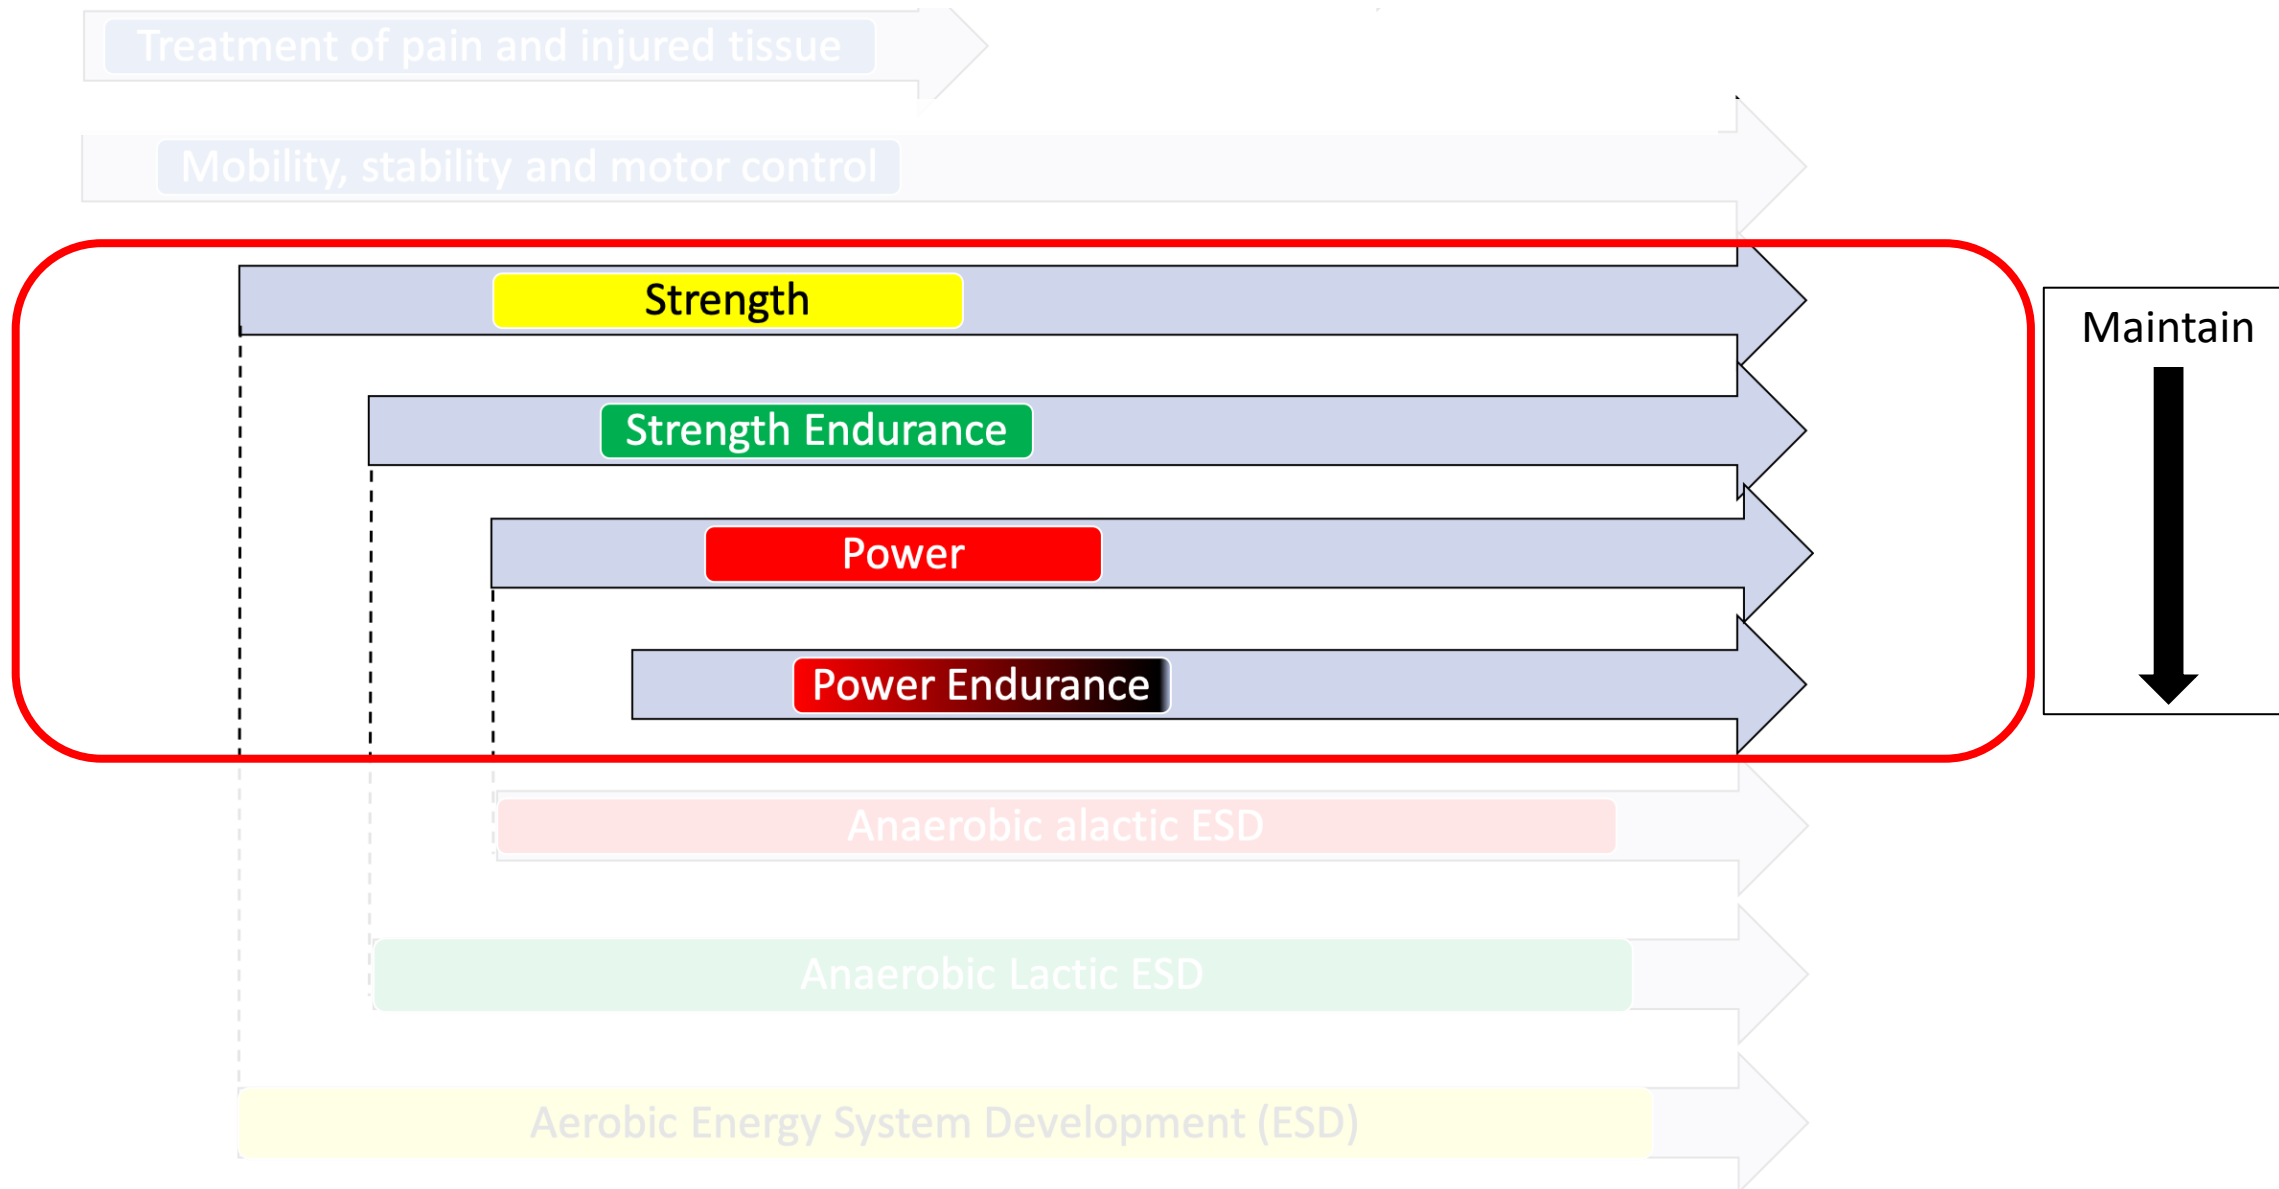 Treatment of pain and injured tissue
Mobility, stability and motor control
Strength
Maintain
Strength Endurance
Power
Power Endurance
Anaerobic alactic ESD
Anaerobic Lactic ESD
Aerobic Energy System Development (ESD)